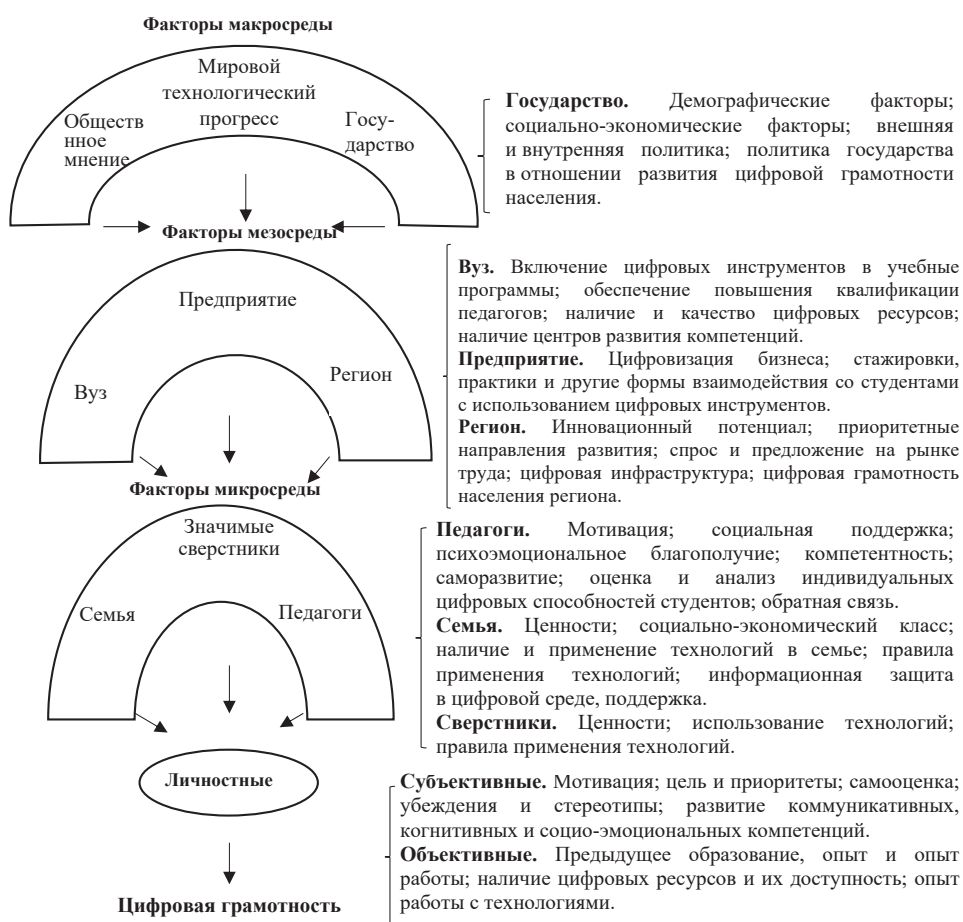 Факторы макросреды
Мировой
технологический
прогресс
Обществ
нное
мнение
Госу-
дарство
Государство. Демографические факторы;
социально-экономические факторы; внешняя
и внутренняя политика; политика государства
в отношении развития цифровой грамотности
населения.
Факторы мезосреды
Предприятие
Вуз
Регион
Вуз. Включение цифровых инструментов в учебные
программы; обеспечение повышения квалификации
педагогов; наличие и качество цифровых ресурсов;
наличие центров развития компетенций.
Предприятие. Цифровизация бизнеса; стажировки,
практики и другие формы взаимодействия со студентами
с использованием цифровых инструментов.
Регион. Инновационный потенциал; приоритетные
направления развития; спрос и предложение на рынке
труда; цифровая инфраструктура; цифровая грамотность
населения региона.
Факторы микросреды
Значимые
сверстники
Семья
Педагоги
Педагоги. Мотивация; социальная поддержка;
психоэмоциональное благополучие; компетентность;
саморазвитие; оценка и анализ индивидуальных
цифровых способностей студентов; обратная связь.
Семья. Ценности; социально-экономический класс;
наличие и применение технологий в семье; правила
применения технологий; информационная защита
в цифровой среде, поддержка.
Сверстники. Ценности; использование технологий;
правила применения технологий.
Личностные
Субъективные. Мотивация; цель и приоритеты; самооценка;
убеждения и стереотипы; развитие коммуникативных,
когнитивных и социо-эмоциональных компетенций.
Объективные. Предыдущее образование, опыт и опыт
работы; наличие цифровых ресурсов и их доступность; опыт
работы с технологиями.
Цифровая грамотность